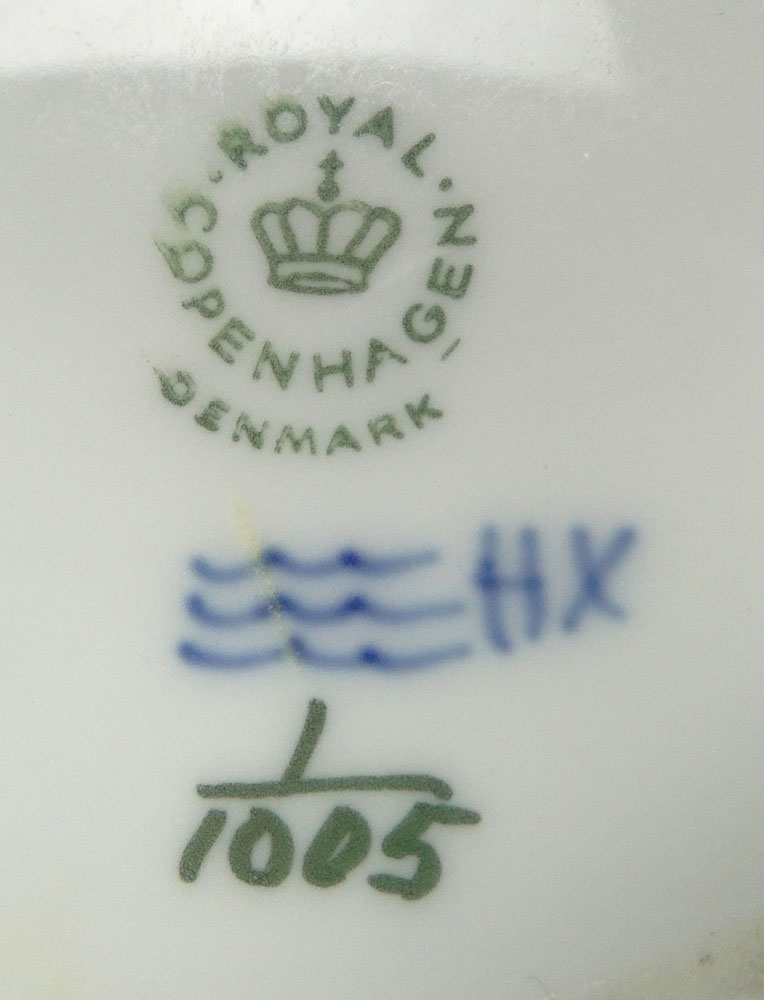 ROYAL
COPENHAGEN
DENMARK
HX
1
1005